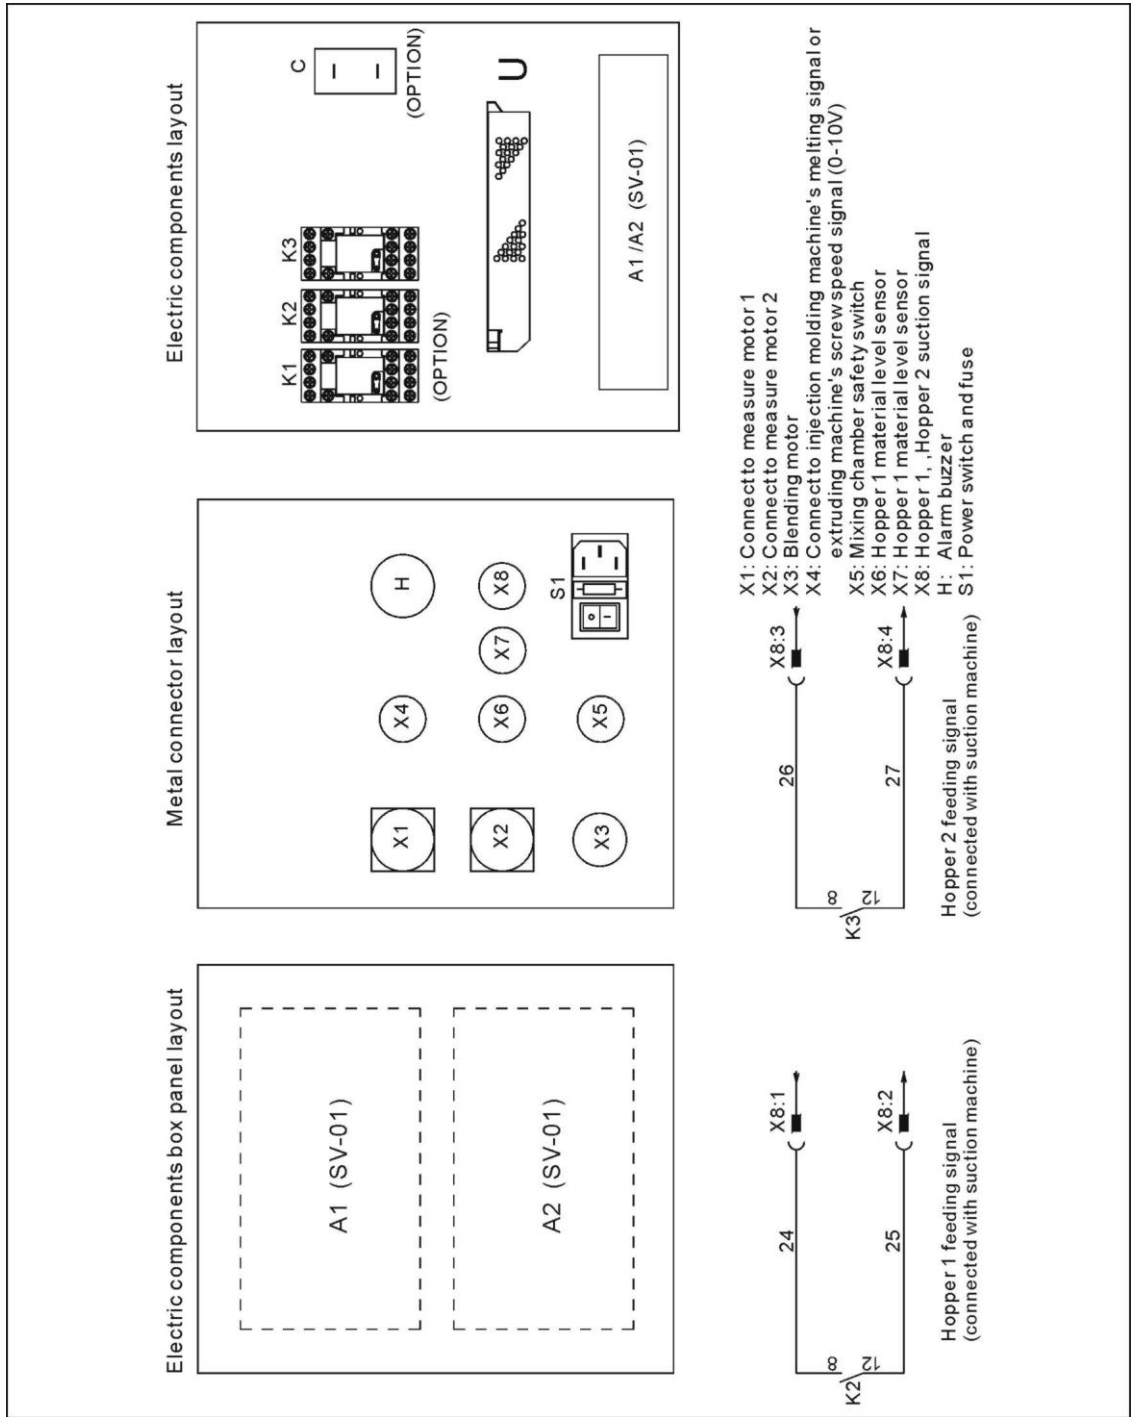 Electric components box panel layout
A1 (SV-01)
A2 (SV-01)
Metal connector layout
X1
X4
H
X2
X6
X7
X8
X3
X5
S1
Electric components layout
K1
K2
K3
(OPTION)
C
(OPTION)
U
A1/A2 (SV-01)
K2
8
12
24
25
X8:1
X8:2
Hopper 1 feeding signal
(connected with suction machine)
K3
8
12
26
27
X8:3
X8:4
Hopper 2 feeding signal
(connected with suction machine)
X1: Connect to measure motor 1
X2: Connect to measure motor 2
X3: Blending motor
X4: Connect to injection molding machine's melting signal or
extruding machine's screw speed signal (0-10V)
X5: Mixing chamber safety switch
X6: Hopper 1 material level sensor
X7: Hopper 1 material level sensor
X8: Hopper 1, ,Hopper 2 suction signal
H: Alarm buzzer
S1: Power switch and fuse